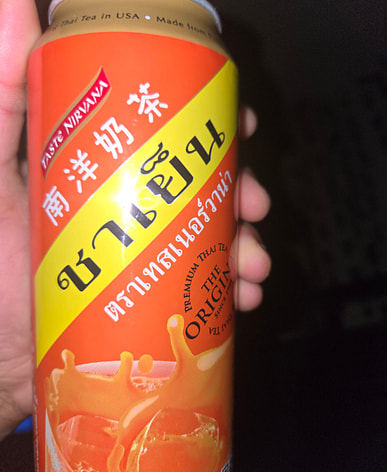 Thai Tea in USA • Made from
TASTE NIRVANA
南洋奶茶
ชาเย็น
ตราเทสเนอร์วาน่า
PREMIUM THAI TEA
THE
ORIGIN
SINCE